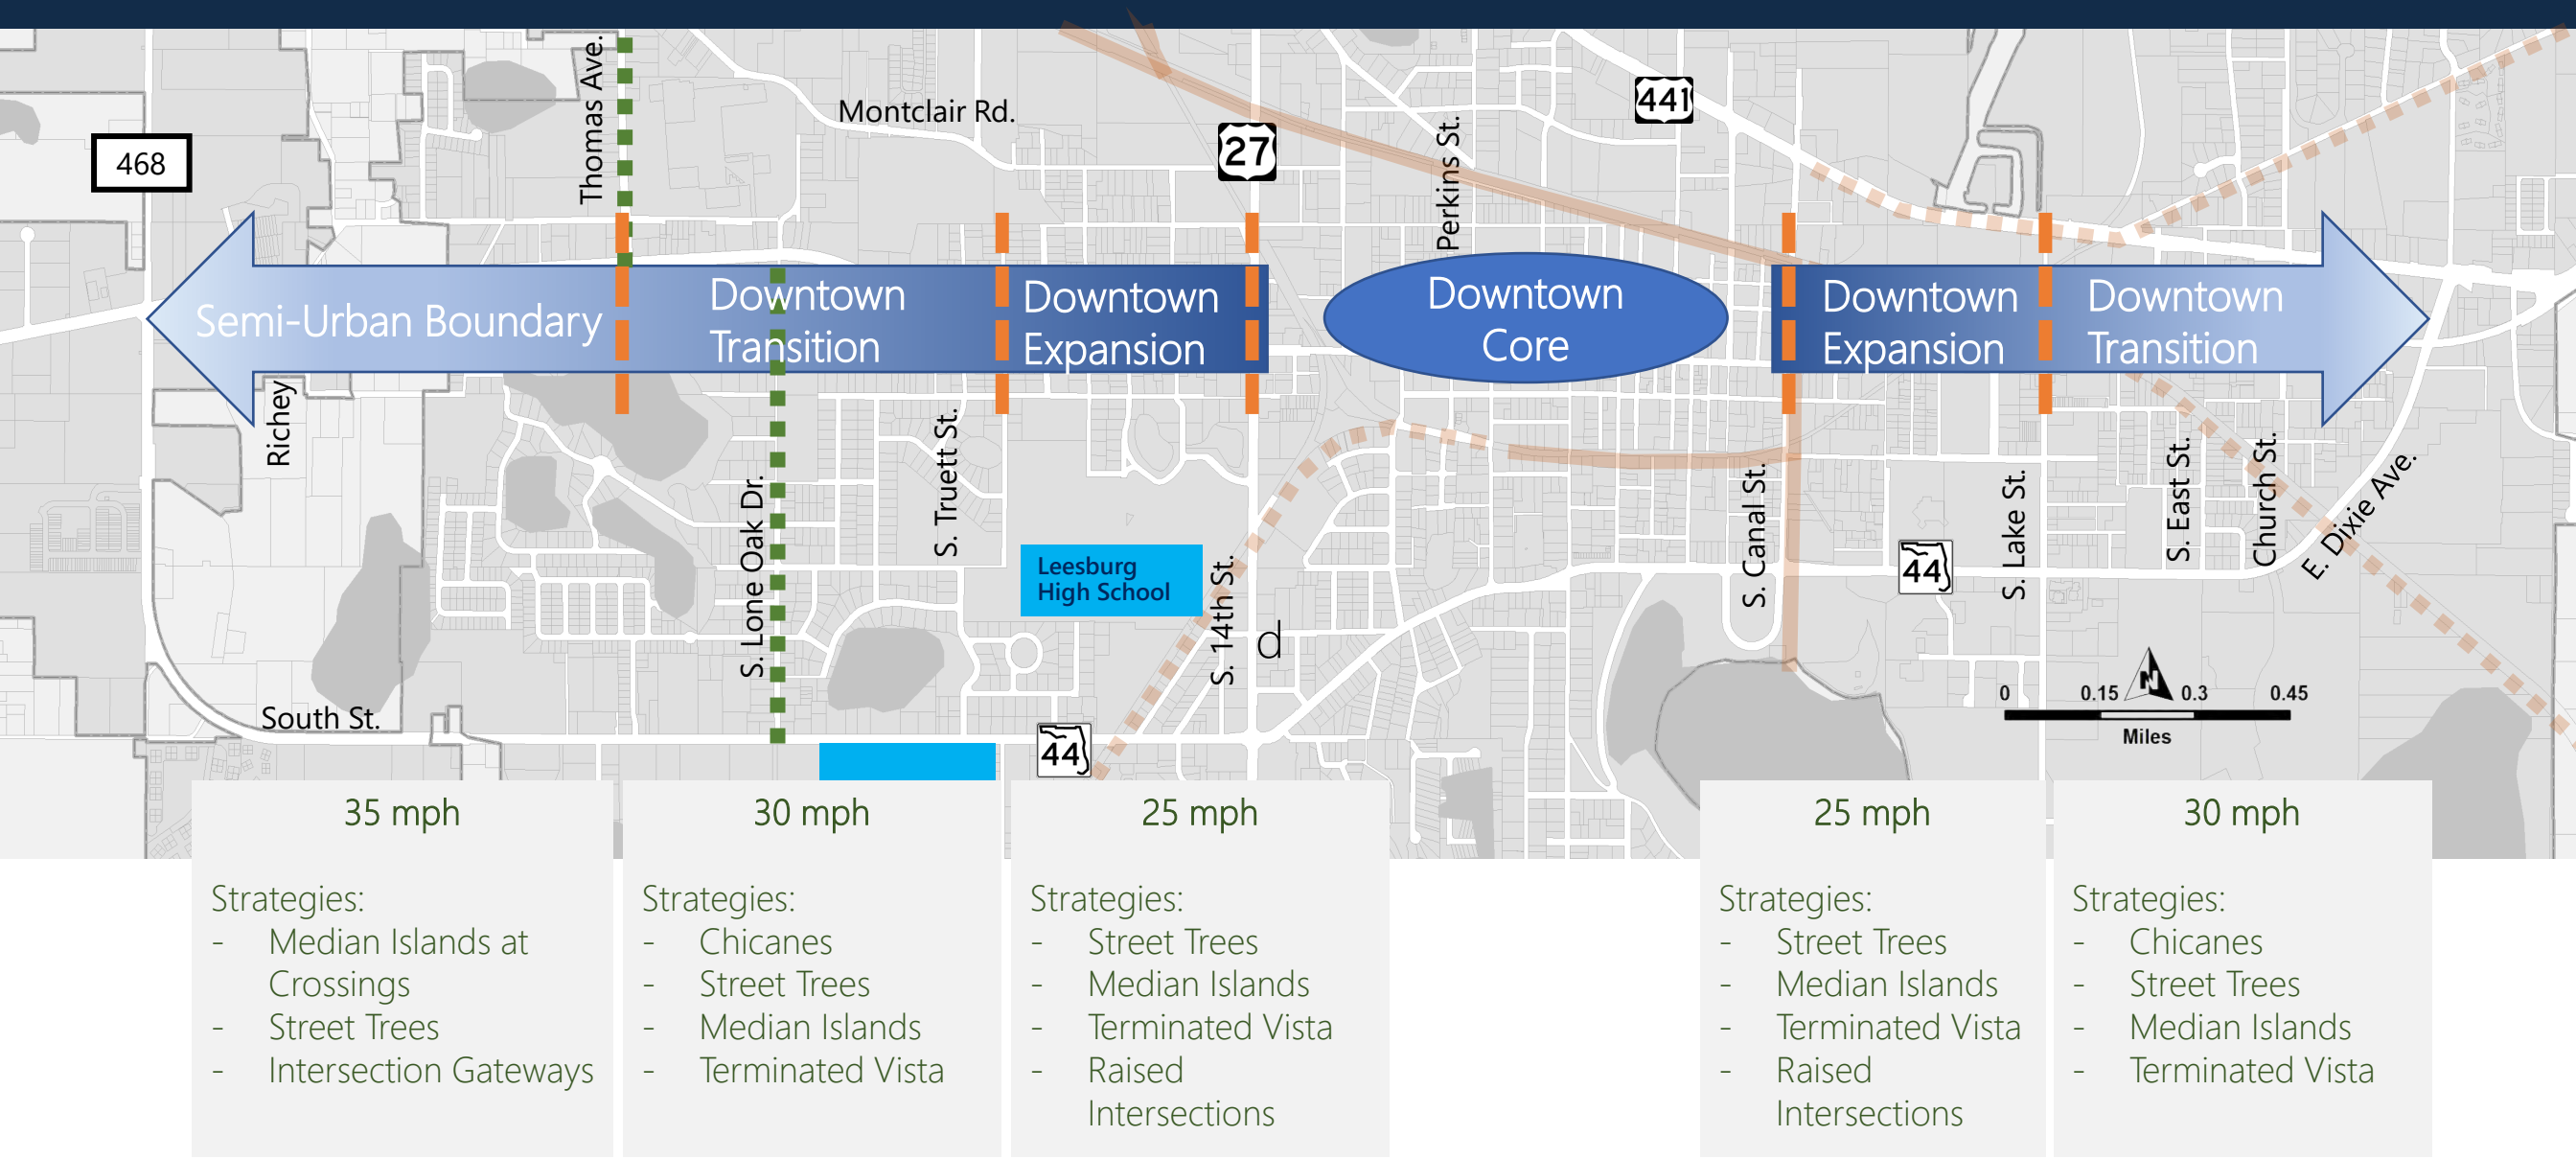 Thomas Ave.
Montclair Rd.
441
27
Perkins St.
468
Semi-Urban Boundary
Downtown
Transition
Downtown
Expansion
Downtown
Core
Downtown
Expansion
Downtown
Transition
Richey
S. Lone Oak Dr.
S. Truett St.
Leesburg
High School
S. 14th St.
d
S. Canal St.
44
S. Lake St.
S. East St.
Church St.
E. Dixie Ave.
South St.
44
N
0 0.15 0.3 0.45
Miles
35 mph
Strategies:
- Median Islands at
Crossings
- Street Trees
- Intersection Gateways
30 mph
Strategies:
- Chicanes
- Street Trees
- Median Islands
- Terminated Vista
25 mph
Strategies:
- Street Trees
- Median Islands
- Terminated Vista
- Raised
Intersections
25 mph
Strategies:
- Street Trees
- Median Islands
- Terminated Vista
- Raised
Intersections
30 mph
Strategies:
- Chicanes
- Street Trees
- Median Islands
- Terminated Vista